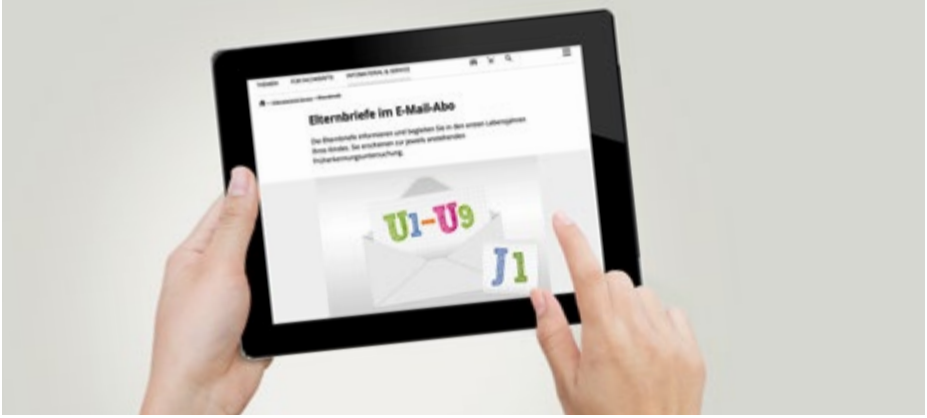 THEMEN FÜR FACHKRÄFTE INFOMATERIAL & SERVICE
Elternbriefe im E-Mail-Abo
Die Elternbriefe informieren und begleiten Sie in den ersten Lebensjahren
Ihres Kindes. Sie erscheinen zur jeweils anstehenden
Früherkennungsuntersuchung.
U1-U9
J1